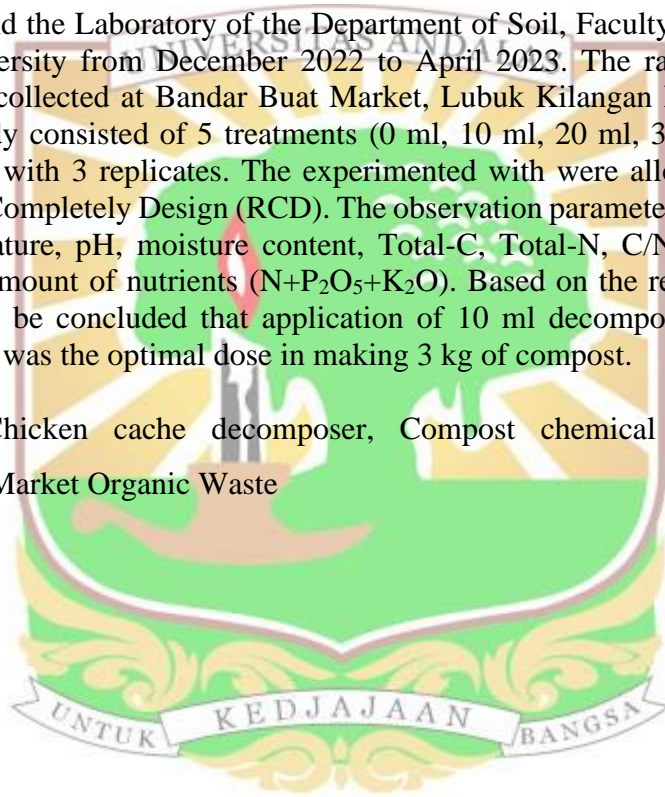 d the Laboratory of the Department of Soil, Faculty
UNIVERSITAS ANDALAS
ersity from December 2022 to April 2023. The ra
collected at Bandar Buat Market, Lubuk Kilangan
ly consisted of 5 treatments (0 ml, 10 ml, 20 ml, 3
with 3 replicates. The experimented with were allo
Completely Design (RCD). The observation paramete
ature, pH, moisture content, Total-C, Total-N, C/N
mount of nutrients (N+P₂O₅+K₂O). Based on the re
be concluded that application of 10 ml decompo
was the optimal dose in making 3 kg of compost.
Chicken cache decomposer, Compost chemical
Market Organic Waste
UNTUK KEDJAJAAN BANGSA